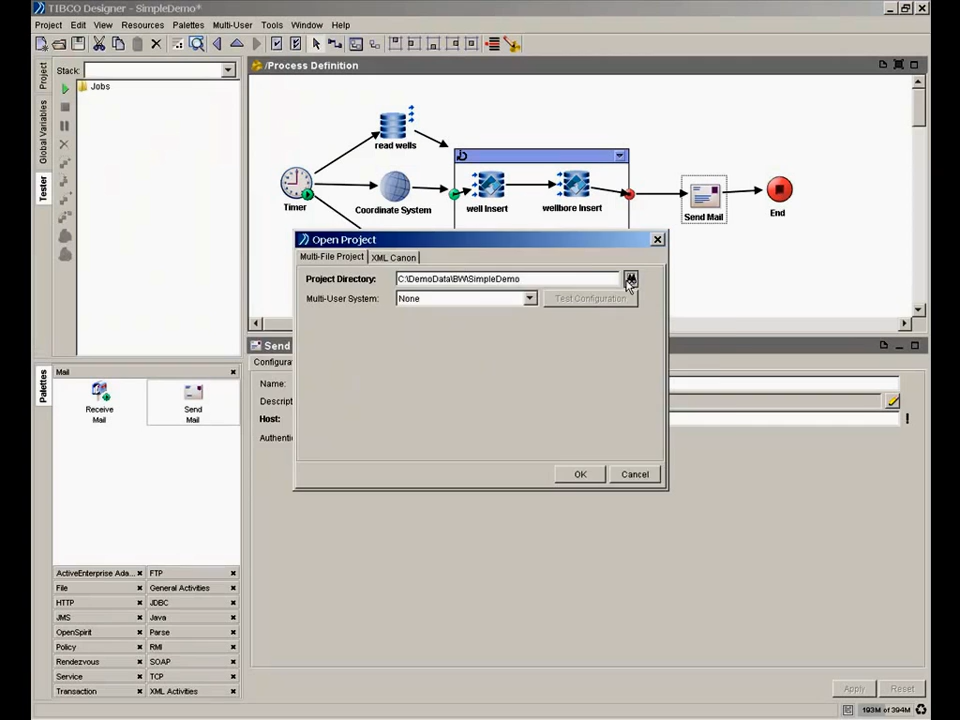 TIBCO Designer - SimpleDemo*
Project Edit View Resources Palettes Multi-User Tools Window Help
Project
Global Variables
Tester
Stack:
Jobs
/Process Definition
read wells
Timer
Coordinate System
well Insert
wellbore Insert
Send Mail
End
Open Project
Multi-File Project XML Canon
Project Directory: C:\DemoData\BW\SimpleDemo
Multi-User System: None Test Configuration
OK Cancel
Send
Configura
Name:
Descript
Host: !
Authenti
Palettes
Mail
Receive Mail
Send Mail
ActiveEnterprise Ada... FTP
File General Activities
HTTP JDBC
JMS Java
OpenSpirit Parse
Policy RMI
Rendezvous SOAP
Service TCP
Transaction XML Activities
Apply Reset
193M of 394M